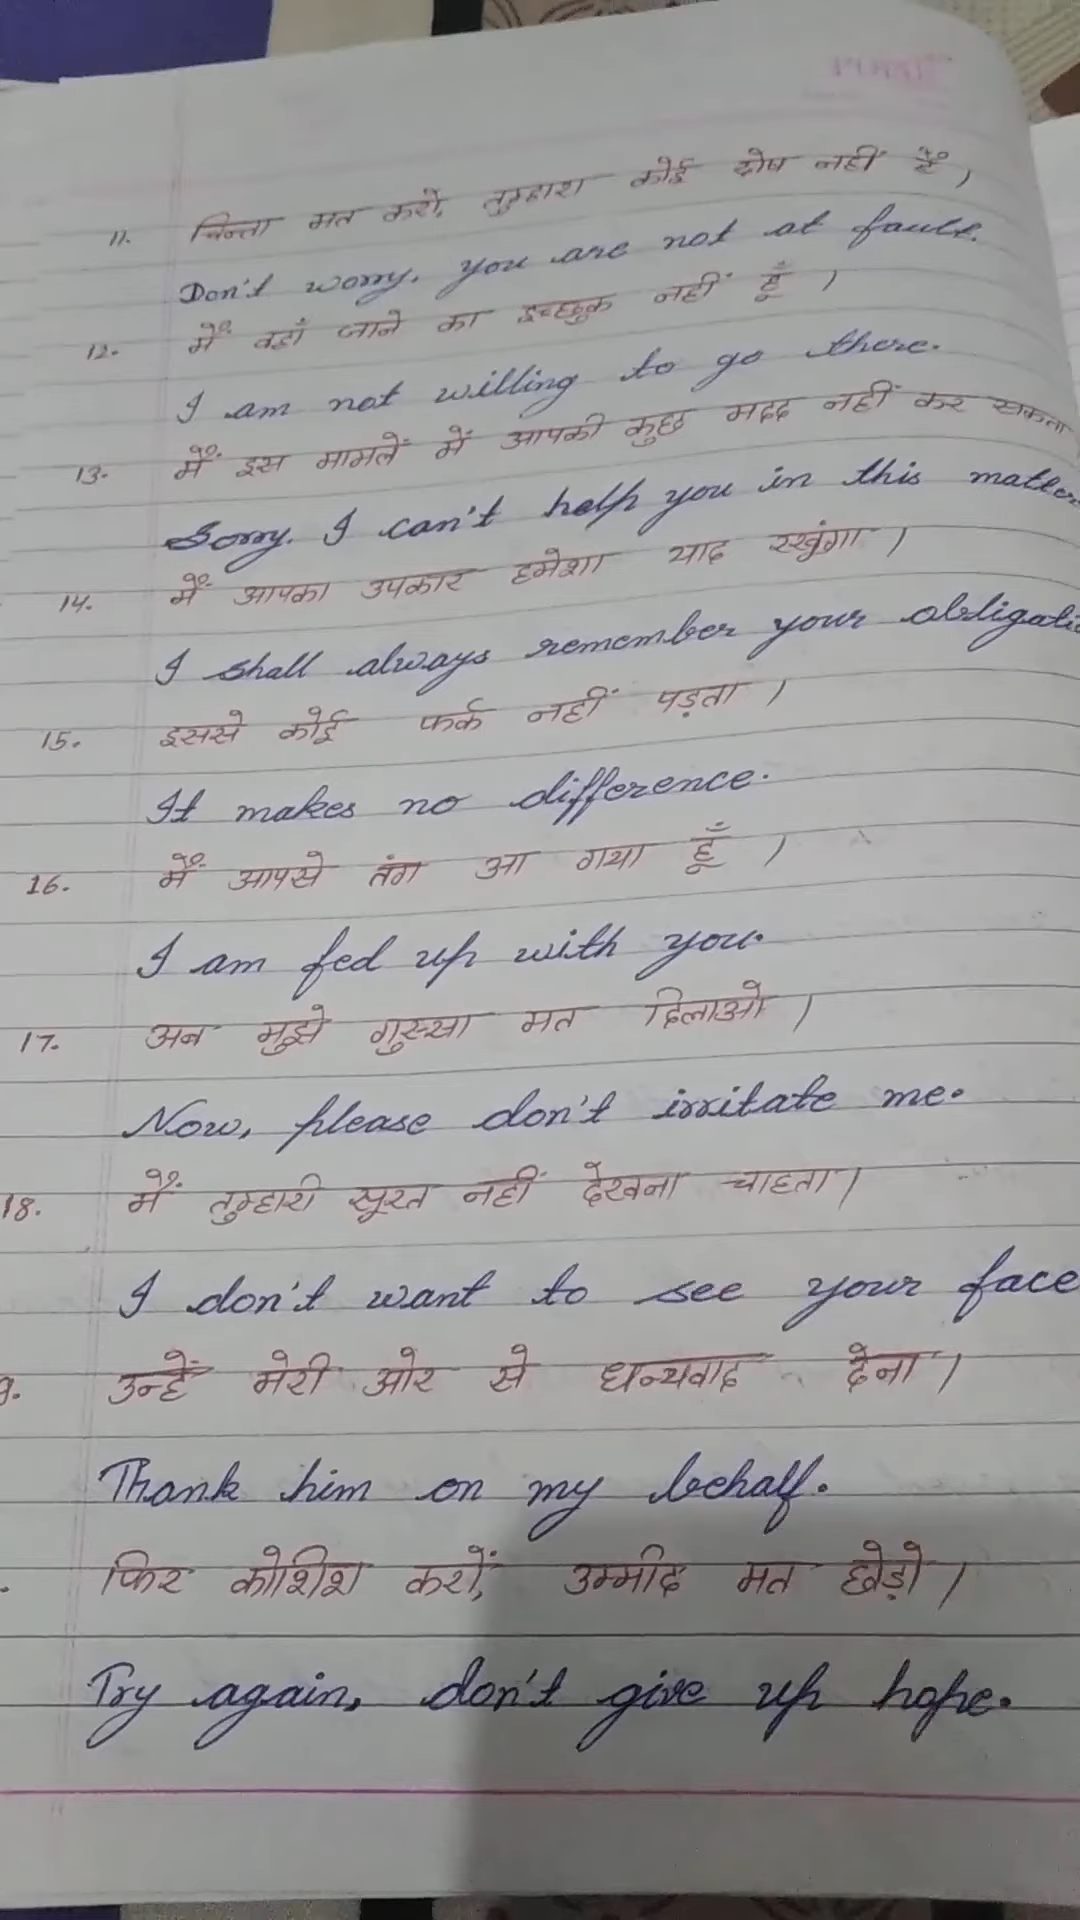 11. चिन्ता मत करो, तुम्हारा कोई दोष नहीं है।
Don't worry, you are not at fault.
12. मैं वहाँ जाने का इच्छुक नहीं हूँ।
I am not willing to go there.
13. मैं इस मामलें में आपकी कुछ मदद नहीं कर सकता
Sorry. I can't help you in this matter
14. मैं आपका उपकार हमेशा याद रखुंगा।
I shall always remember your obligati
15. इससे कोई फर्क नहीं पड़ता।
It makes no difference.
16. मैं आपसे तंग आ गया हूँ।
I am fed up with you.
17. अब मुझे गुस्सा मत दिलाओ।
Now, please don't irritate me.
18. मैं तुम्हारी सूरत नहीं देखना चाहता।
I don't want to see your face
9. उन्हें मेरी ओर से धन्यवाद देना।
Thank him on my behalf.
फिर कोशिश करों, उम्मीद मत छोड़ो।
Try again, don't give up hope.